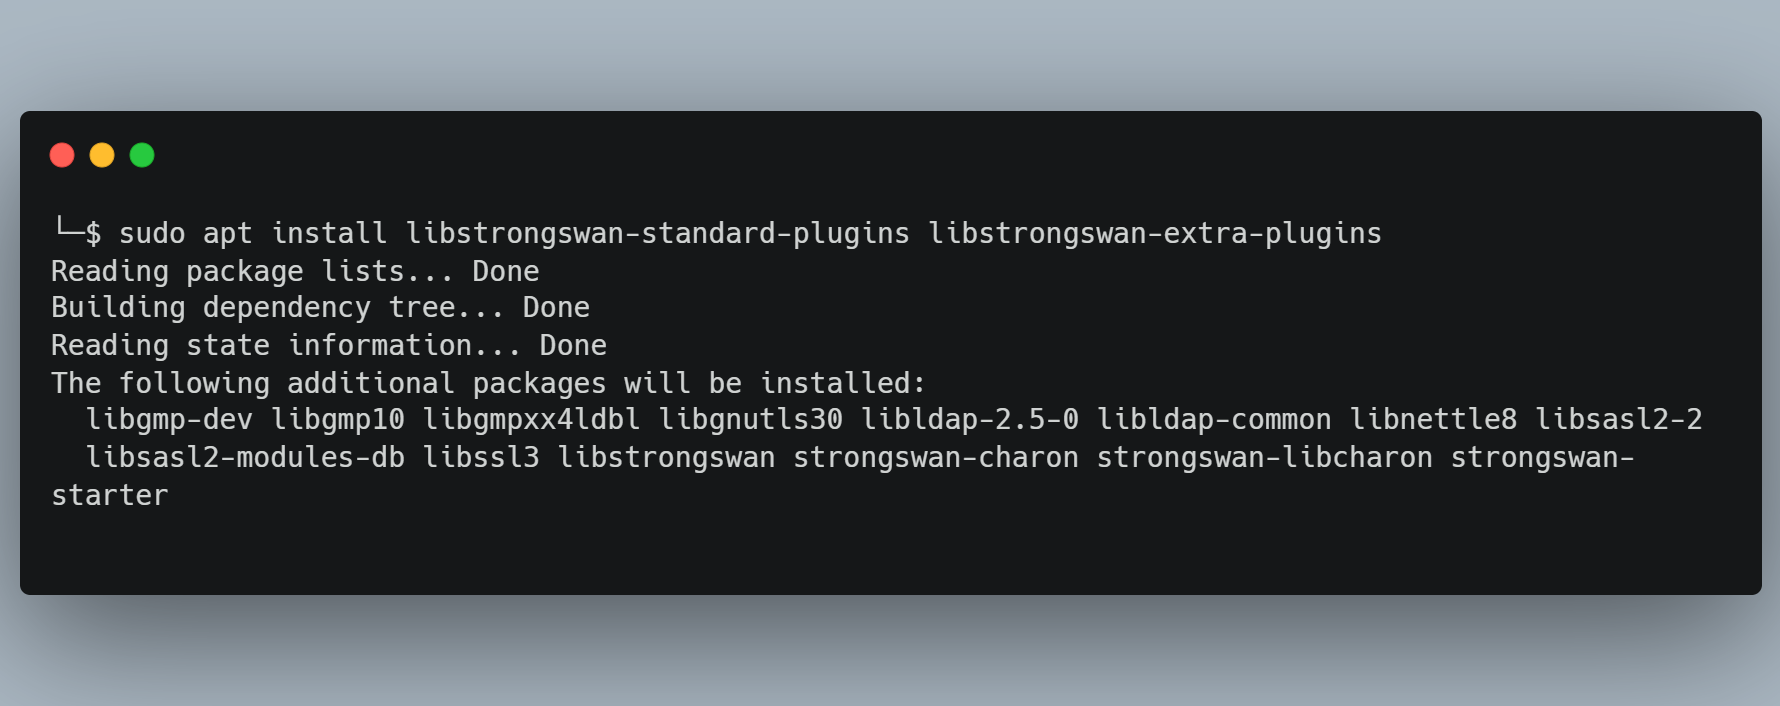 └─$ sudo apt install libstrongswan-standard-plugins libstrongswan-extra-plugins
Reading package lists... Done
Building dependency tree... Done
Reading state information... Done
The following additional packages will be installed:
  libgmp-dev libgmp10 libgmpxx4ldbl libgnutls30 libldap-2.5-0 libldap-common libnettle8 libsasl2-2
  libsasl2-modules-db libssl3 libstrongswan strongswan-charon strongswan-libcharon strongswan-
starter